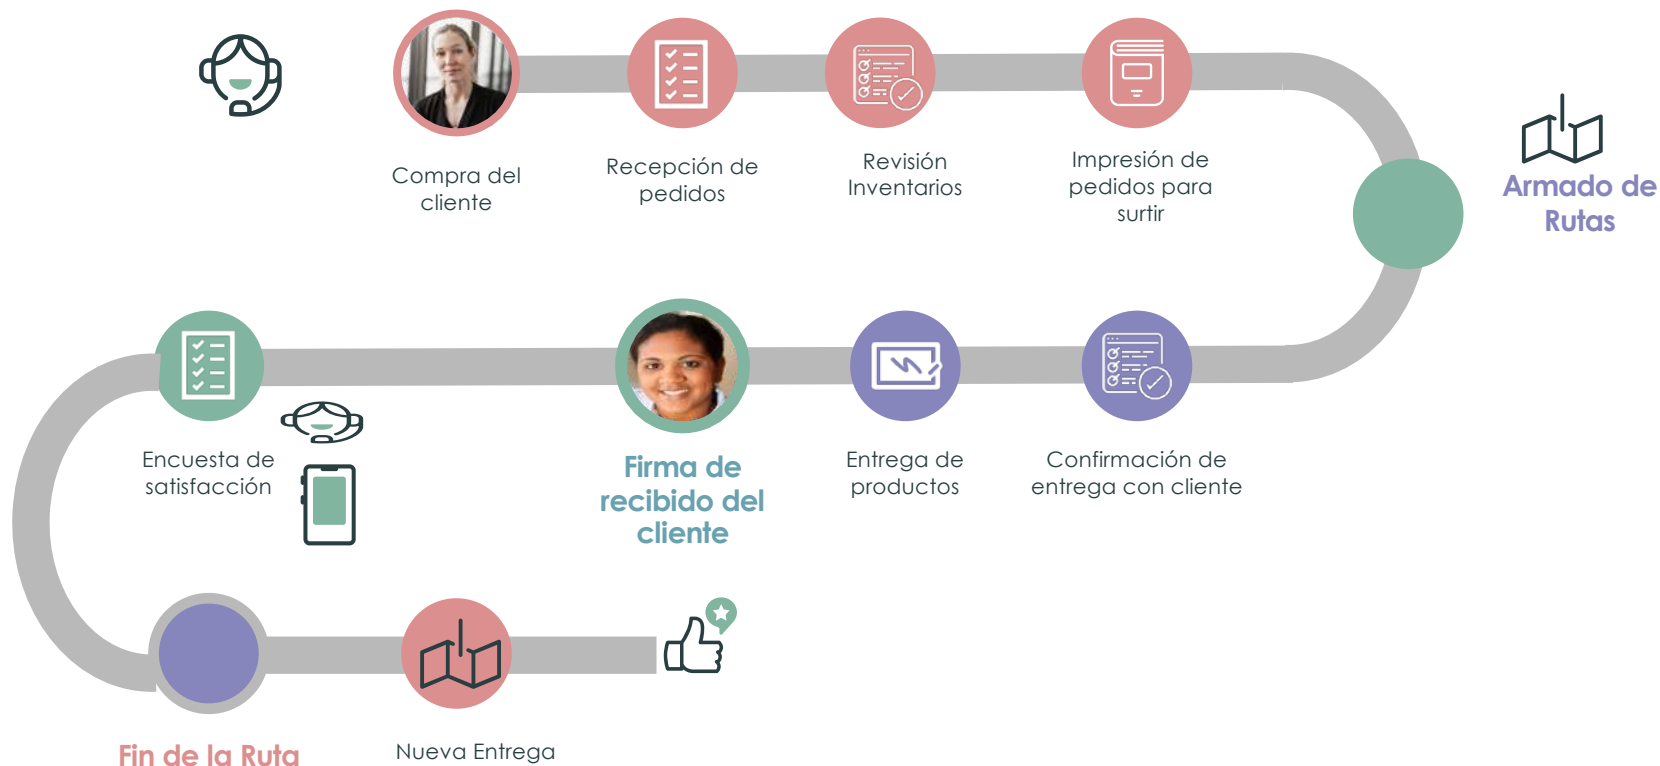 Compra del
cliente
Recepción de
pedidos
Revisión
Inventarios
Impresión de
pedidos para
surtir
Armado de
Rutas
Confirmación de
entrega con cliente
Entrega de
productos
Firma de
recibido del
cliente
Encuesta de
satisfacción
Fin de la Ruta
Nueva Entrega